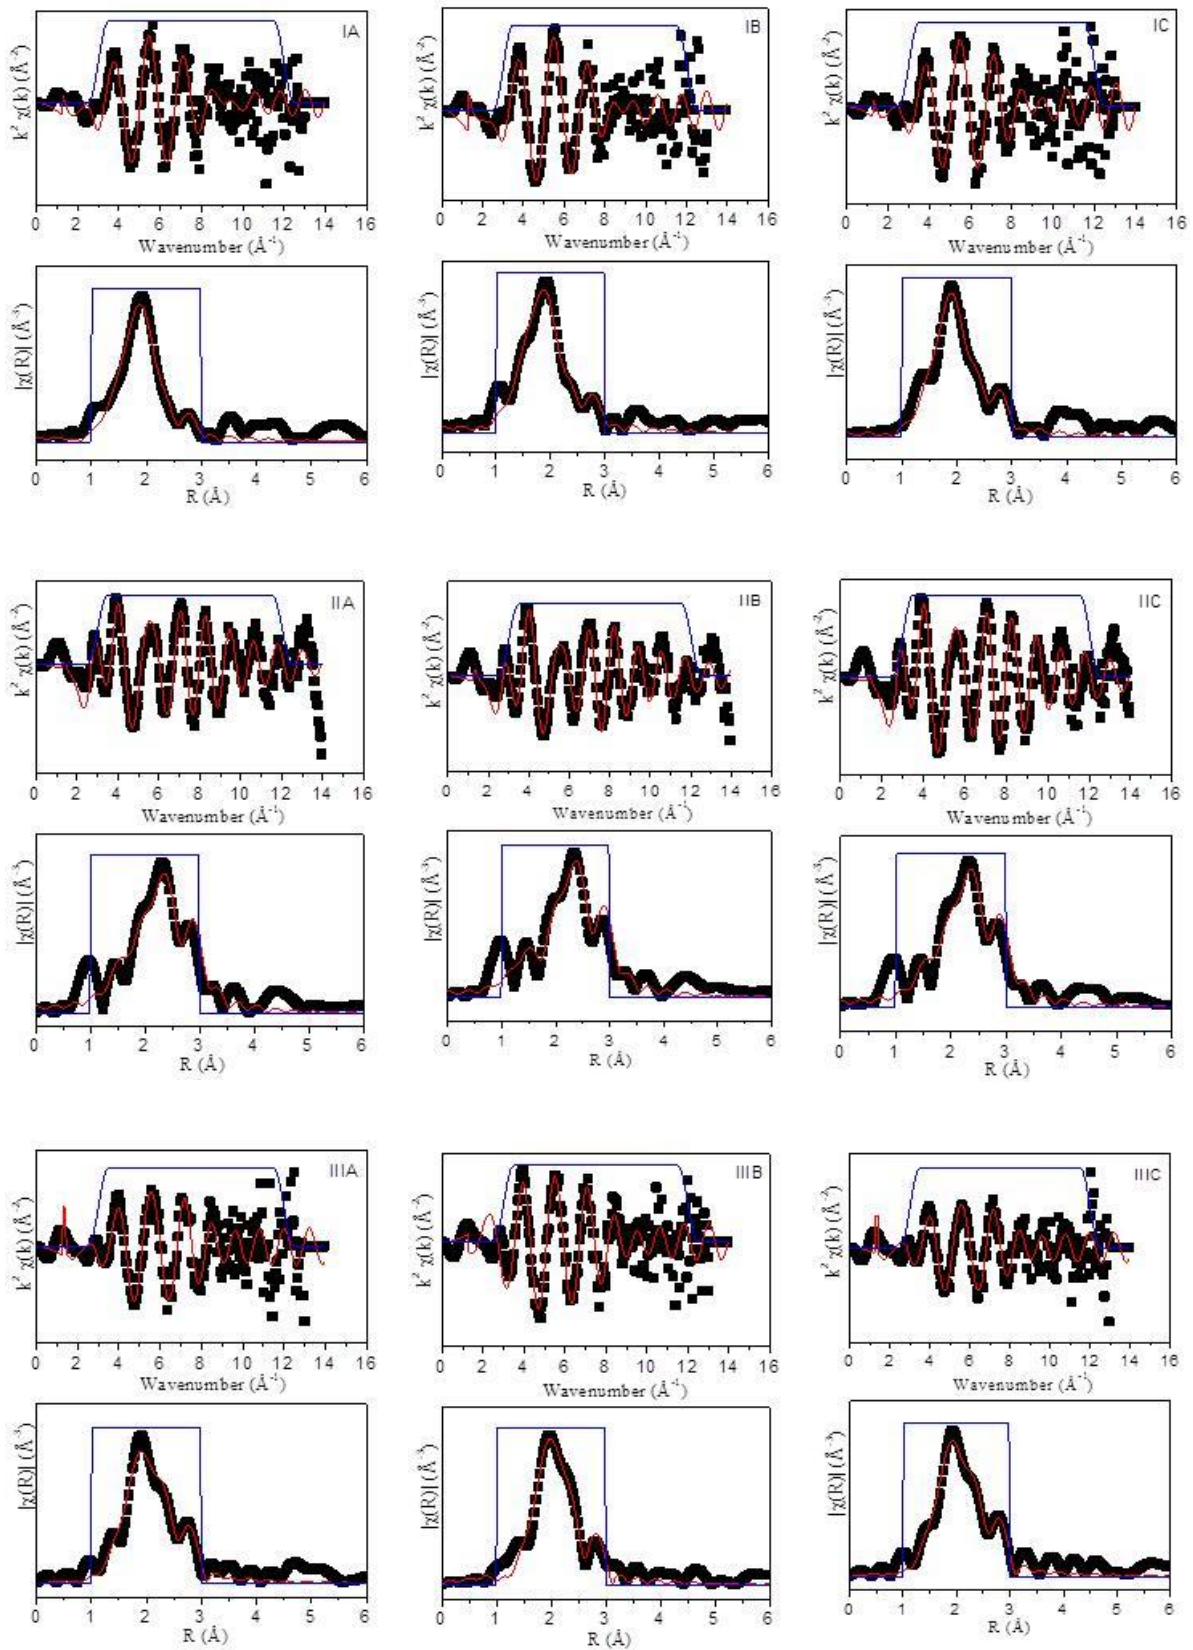 IA
k² χ(k) (Å⁻²)
0 2 4 6 8 10 12 14 16
Wavenumber (Å⁻¹)
IB
k² χ(k) (Å⁻²)
0 2 4 6 8 10 12 14 16
Wavenumber (Å⁻¹)
IC
k² χ(k) (Å⁻²)
0 2 4 6 8 10 12 14 16
Wavenumber (Å⁻¹)
|χ(R)| (Å⁻³)
0 1 2 3 4 5 6
R (Å)
|χ(R)| (Å⁻³)
0 1 2 3 4 5 6
R (Å)
|χ(R)| (Å⁻³)
0 1 2 3 4 5 6
R (Å)
IIA
k² χ(k) (Å⁻²)
0 2 4 6 8 10 12 14 16
Wavenumber (Å⁻¹)
IIB
k² χ(k) (Å⁻²)
0 2 4 6 8 10 12 14 16
Wavenumber (Å⁻¹)
IIC
k² χ(k) (Å⁻²)
0 2 4 6 8 10 12 14 16
Wavenumber (Å⁻¹)
|χ(R)| (Å⁻³)
0 1 2 3 4 5 6
R (Å)
|χ(R)| (Å⁻³)
0 1 2 3 4 5 6
R (Å)
|χ(R)| (Å⁻³)
0 1 2 3 4 5 6
R (Å)
IIIA
k² χ(k) (Å⁻²)
0 2 4 6 8 10 12 14 16
Wavenumber (Å⁻¹)
IIIB
k² χ(k) (Å⁻²)
0 2 4 6 8 10 12 14 16
Wavenumber (Å⁻¹)
IIIC
k² χ(k) (Å⁻²)
0 2 4 6 8 10 12 14 16
Wavenumber (Å⁻¹)
|χ(R)| (Å⁻³)
0 1 2 3 4 5 6
R (Å)
|χ(R)| (Å⁻³)
0 1 2 3 4 5 6
R (Å)
|χ(R)| (Å⁻³)
0 1 2 3 4 5 6
R (Å)